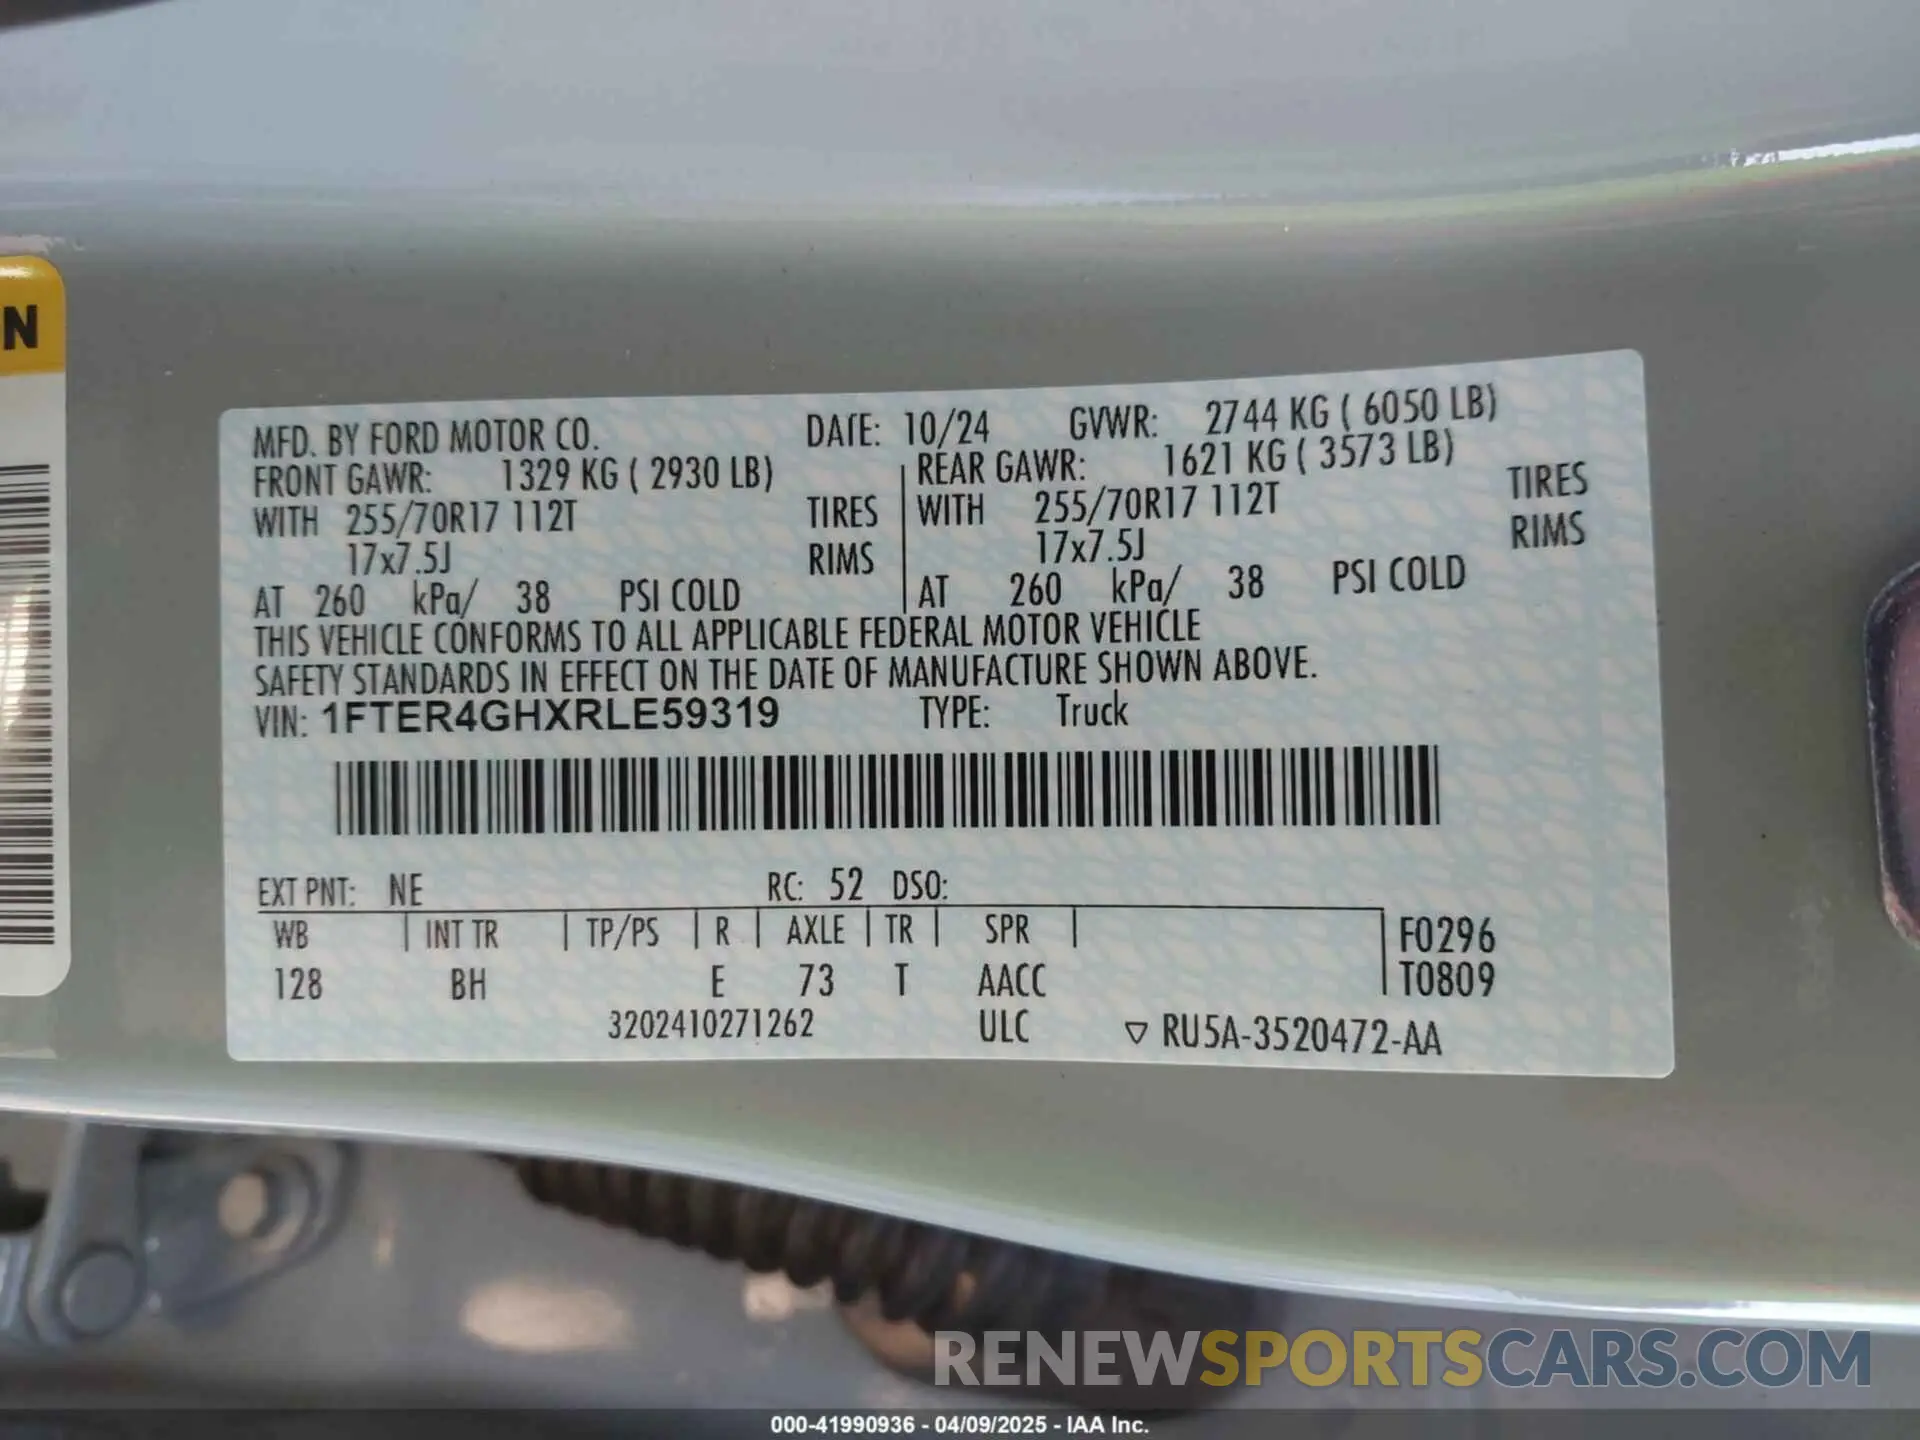 N
MFD. BY FORD MOTOR CO. DATE: 10/24 GVWR: 2744 KG ( 6050 LB)
FRONT GAWR: 1329 KG ( 2930 LB) REAR GAWR: 1621 KG ( 3573 LB)
WITH 255/70R17 112T TIRES WITH 255/70R17 112T TIRES
17x7.5J RIMS 17x7.5J RIMS
AT 260 kPa/ 38 PSI COLD AT 260 kPa/ 38 PSI COLD
THIS VEHICLE CONFORMS TO ALL APPLICABLE FEDERAL MOTOR VEHICLE
SAFETY STANDARDS IN EFFECT ON THE DATE OF MANUFACTURE SHOWN ABOVE.
VIN: 1FTER4GHXRLE59319 TYPE: Truck
EXT PNT: NE RC: 52 DSO:
WB INT TR TP/PS R AXLE TR SPR F0296
128 BH E 73 T AACC T0809
3202410271262 ULC ▽ RU5A-3520472-AA
RENEWSPORTSCARS.COM
000-41990936 - 04/09/2025 - IAA Inc.